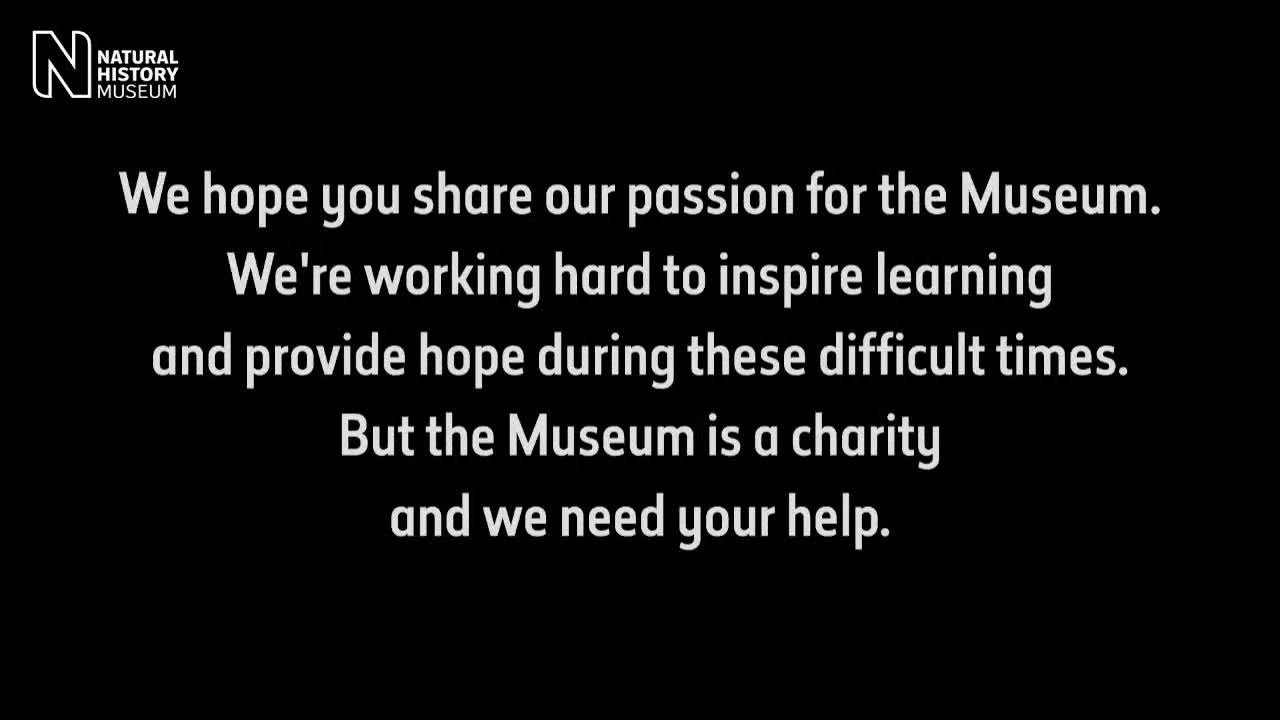 NATURAL
HISTORY
MUSEUM
We hope you share our passion for the Museum.
We're working hard to inspire learning
and provide hope during these difficult times.
But the Museum is a charity
and we need your help.